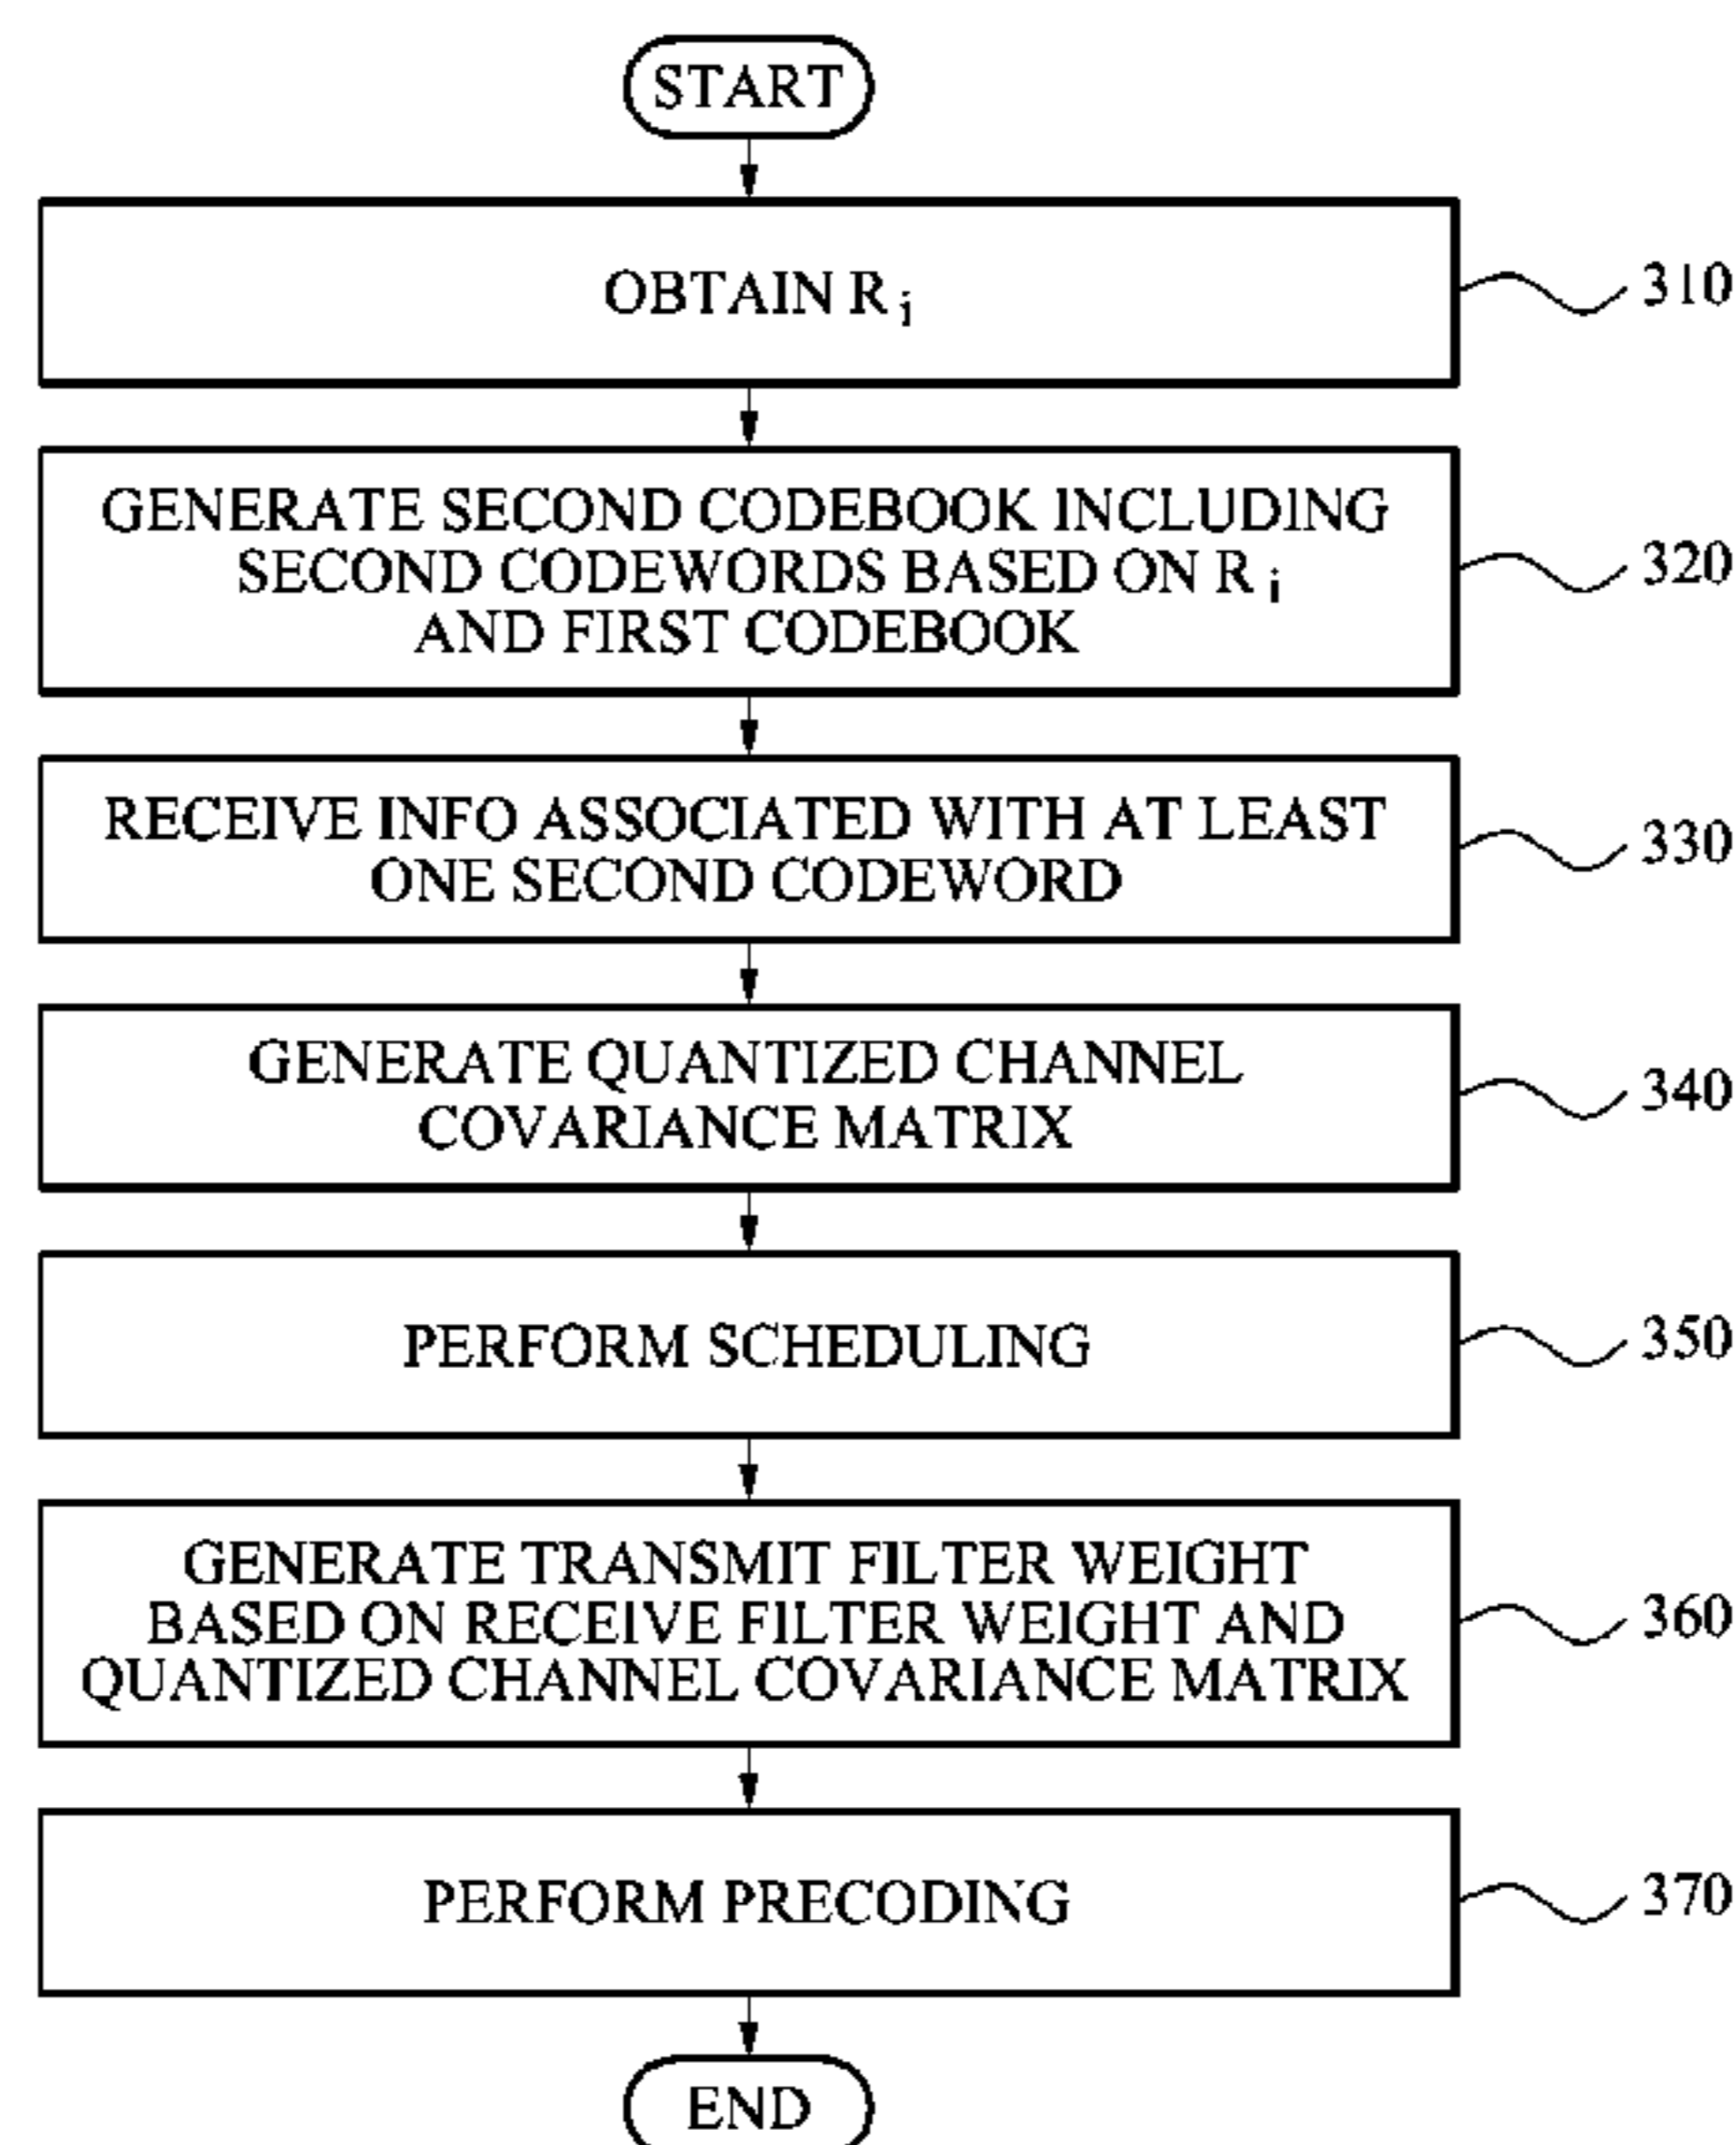 START
OBTAIN R i
310
GENERATE SECOND CODEBOOK INCLUDING
SECOND CODEWORDS BASED ON R i
AND FIRST CODEBOOK
320
RECEIVE INFO ASSOCIATED WITH AT LEAST
ONE SECOND CODEWORD
330
GENERATE QUANTIZED CHANNEL
COVARIANCE MATRIX
340
PERFORM SCHEDULING
350
GENERATE TRANSMIT FILTER WEIGHT
BASED ON RECEIVE FILTER WEIGHT AND
QUANTIZED CHANNEL COVARIANCE MATRIX
360
PERFORM PRECODING
370
END